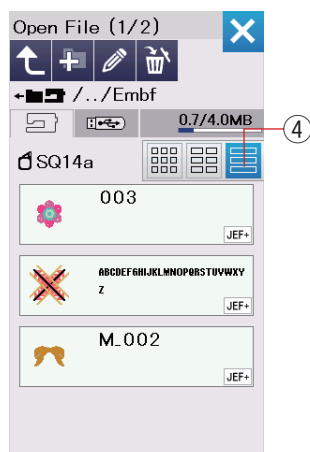 Open File (1/2)
/../Embf
0.7/4.0MB
④
SQ14a
003
JEF+
ABCDEFGHIJKLMNOPQRSTUVWXY
Z
JEF+
M_002
JEF+